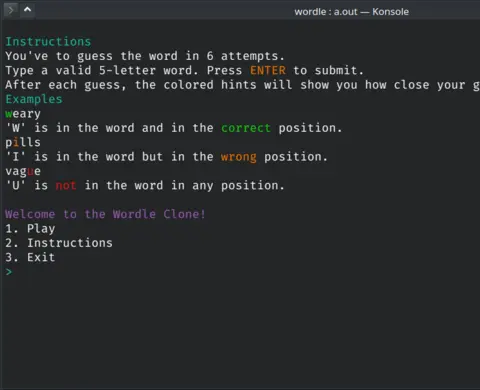 wordle : a.out — Konsole
Instructions
You've to guess the word in 6 attempts.
Type a valid 5-letter word. Press ENTER to submit.
After each guess, the colored hints will show you how close your g
Examples
weary
'W' is in the word and in the correct position.
pills
'I' is in the word but in the wrong position.
vague
'U' is not in the word in any position.
Welcome to the Wordle Clone!
1. Play
2. Instructions
3. Exit
>